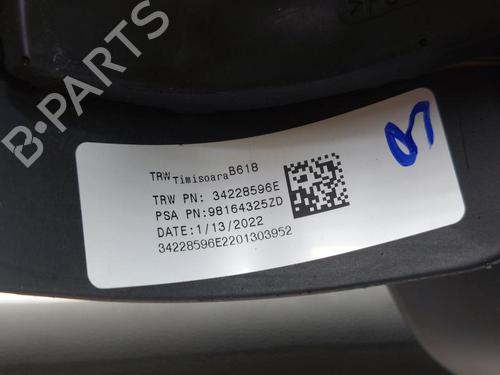 B-PARTS
TRW Timisoara B618
TRW PN: 34228596E
PSA PN:98164325ZD
DATE:1/13/2022
34228596E2201303952